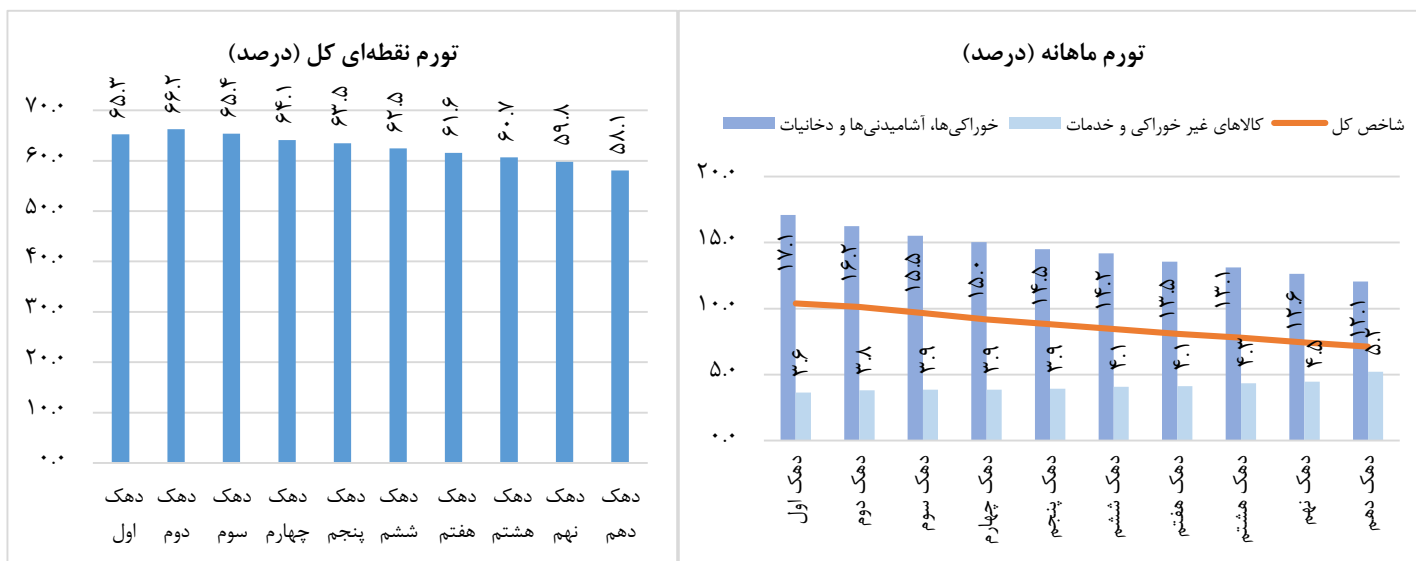 تورم ماهانه (درصد)
خوراکی‌ها، آشامیدنی‌ها و دخانیات
کالاهای غیر خوراکی و خدمات
شاخص کل
۲۰.۰
۱۵.۰
۱۰.۰
۵.۰
۰.۰
۱۷.۱
۱۶.۲
۱۵.۵
۱۵.۰
۱۴.۵
۱۴.۲
۱۳.۵
۱۳.۱
۱۲.۶
۱۲.۱
۳.۶
۳.۸
۳.۹
۳.۹
۳.۹
۴.۱
۴.۱
۴.۳
۴.۵
۵.۲
دهک اول
دهک دوم
دهک سوم
دهک چهارم
دهک پنجم
دهک ششم
دهک هفتم
دهک هشتم
دهک نهم
دهک دهم
تورم نقطه‌ای کل (درصد)
۷۰.۰
۶۰.۰
۵۰.۰
۴۰.۰
۳۰.۰
۲۰.۰
۱۰.۰
۰.۰
۶۵.۳
۶۶.۲
۶۵.۴
۶۴.۱
۶۳.۵
۶۲.۵
۶۱.۶
۶۰.۷
۵۹.۸
۵۸.۱
دهک
اول
دهک
دوم
دهک
سوم
دهک
چهارم
دهک
پنجم
دهک
ششم
دهک
هفتم
دهک
هشتم
دهک
نهم
دهک
دهم